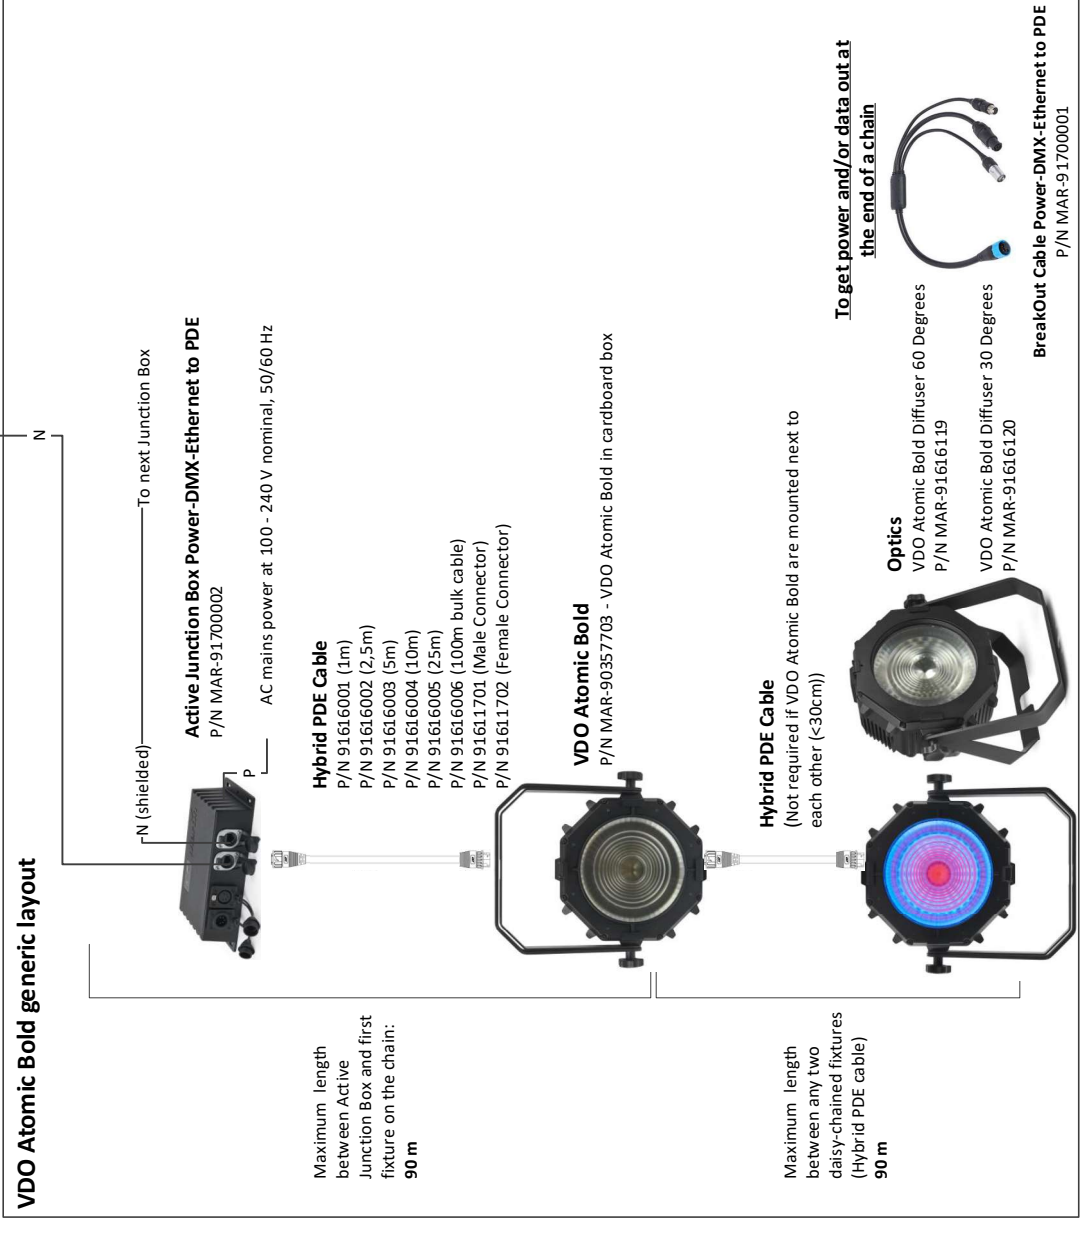 VDO Atomic Bold generic layout
N
N (shielded)
To next Junction Box
Active Junction Box Power-DMX-Ethernet to PDE
P/N MAR-91700002
P
AC mains power at 100 - 240 V nominal, 50/60 Hz
Maximum length
between Active
Junction Box and first
fixture on the chain:
90 m
Hybrid PDE Cable
P/N 91616001 (1m)
P/N 91616002 (2,5m)
P/N 91616003 (5m)
P/N 91616004 (10m)
P/N 91616005 (25m)
P/N 91616006 (100m bulk cable)
P/N 91611701 (Male Connector)
P/N 91611702 (Female Connector)
VDO Atomic Bold
P/N MAR-90357703 - VDO Atomic Bold in cardboard box
Maximum length
between any two
daisy-chained fixtures
(Hybrid PDE cable)
90 m
Hybrid PDE Cable
(Not required if VDO Atomic Bold are mounted next to
each other (<30cm))
Optics
VDO Atomic Bold Diffuser 60 Degrees
P/N MAR-91616119
VDO Atomic Bold Diffuser 30 Degrees
P/N MAR-91616120
To get power and/or data out at
the end of a chain
BreakOut Cable Power-DMX-Ethernet to PDE
P/N MAR-91700001